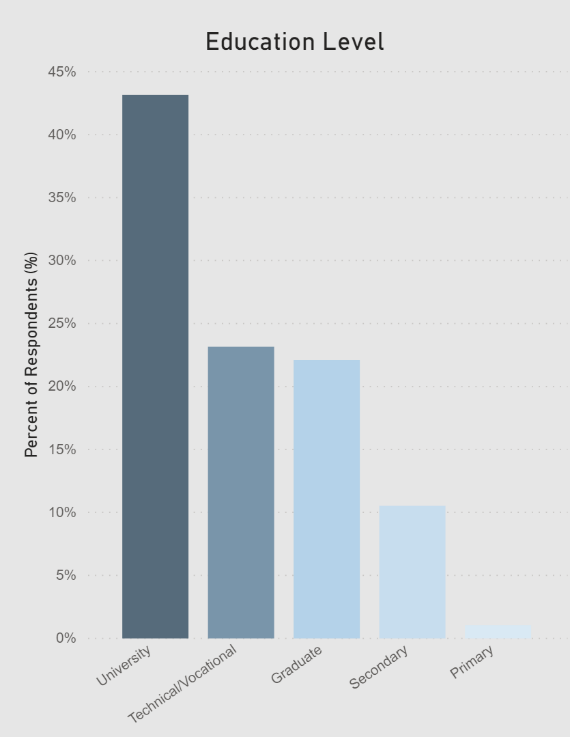 Education Level
45%
40%
35%
30%
25%
20%
15%
10%
5%
0%
Percent of Respondents (%)
University
Technical/Vocational
Graduate
Secondary
Primary